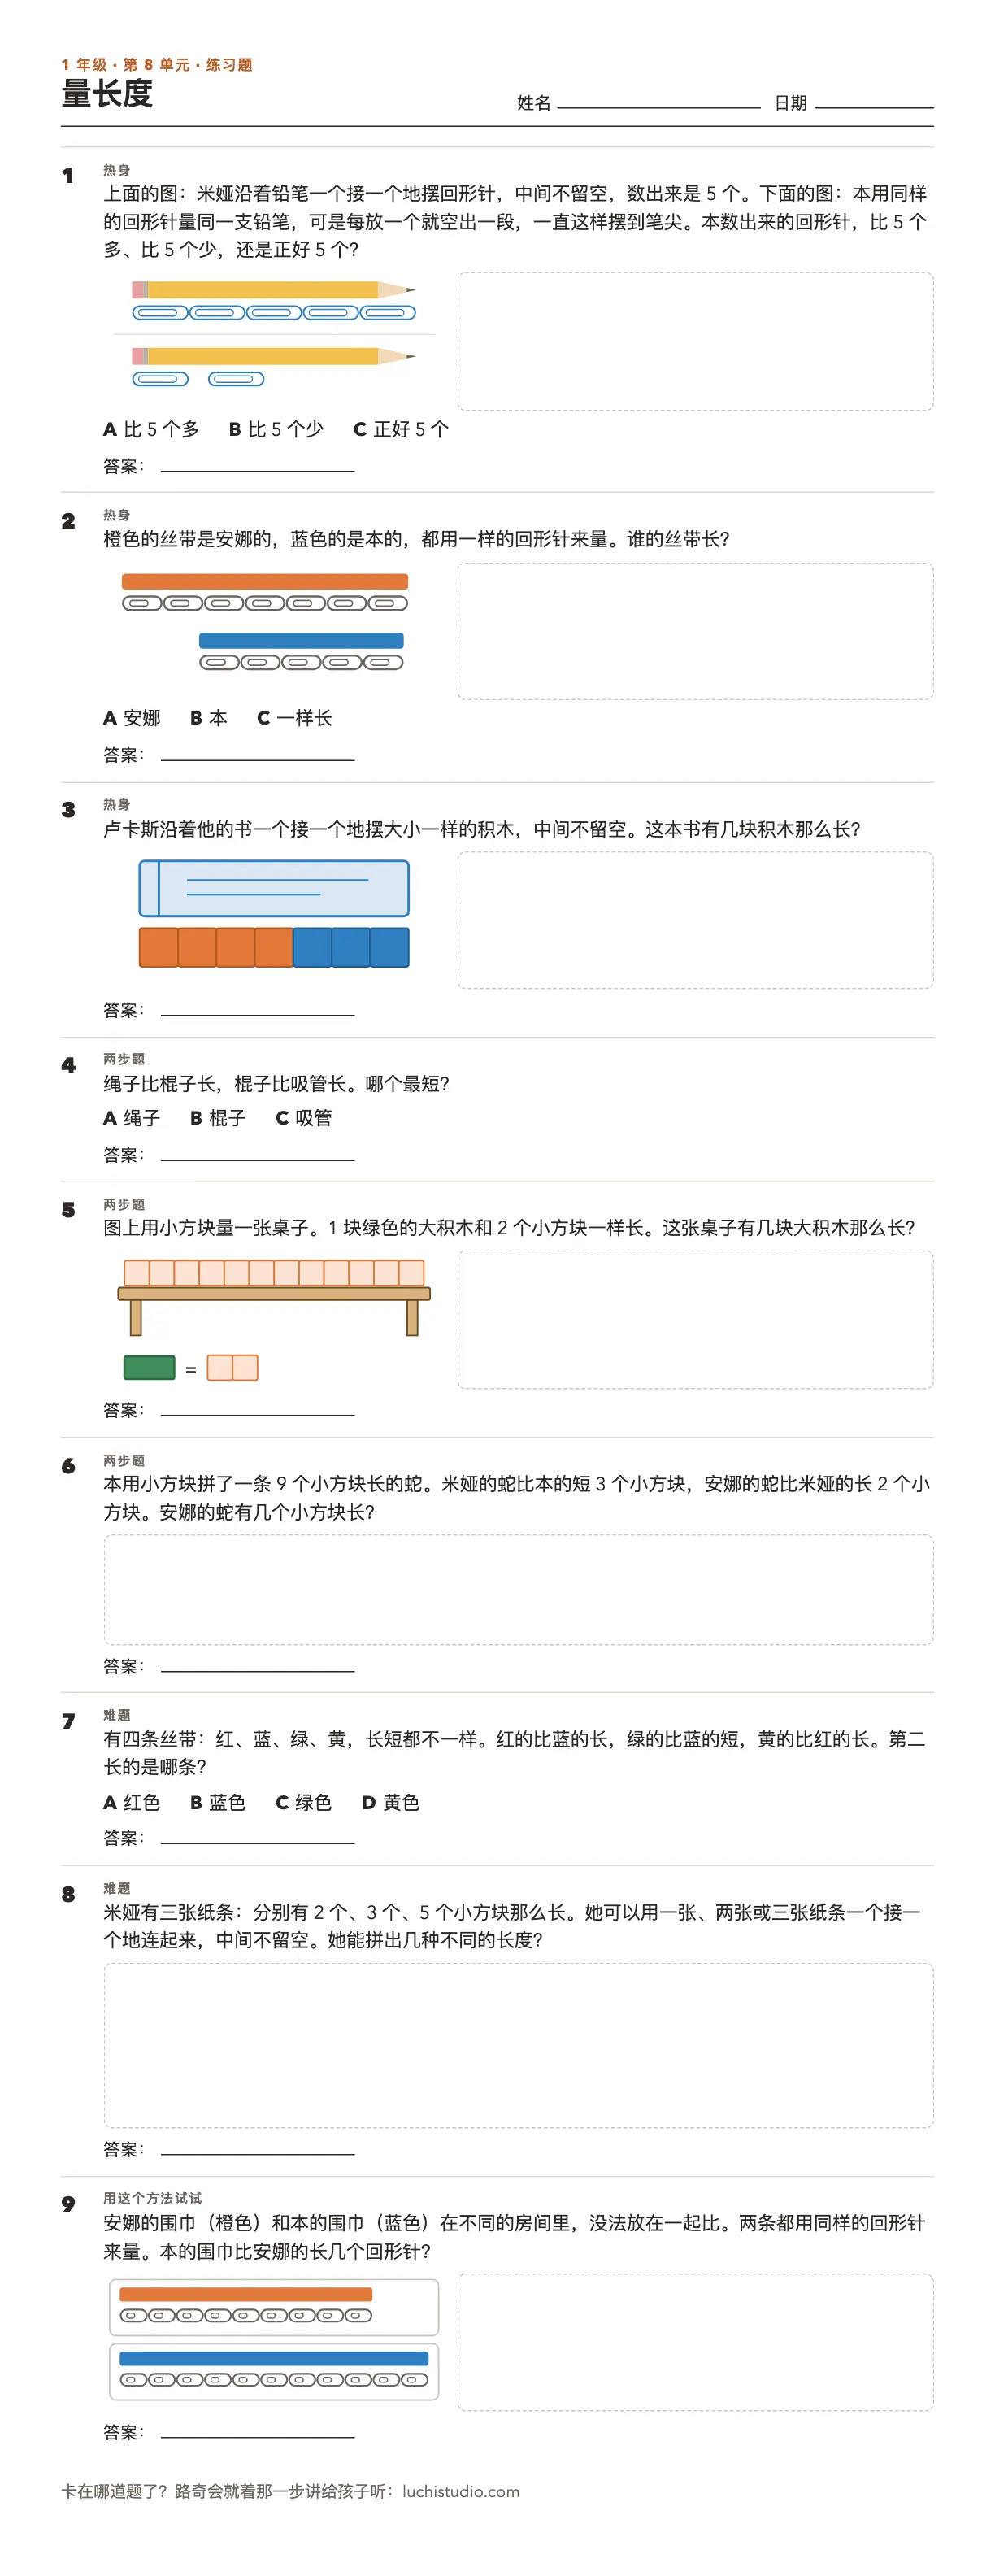 1 年级 · 第 8 单元 · 练习题
量长度
姓名
日期
1
热身
上面的图：米娅沿着铅笔一个接一个地摆回形针，中间不留空，数出来是 5 个。下面的图：本用同样
的回形针量同一支铅笔，可是每放一个就空出一段，一直这样摆到笔尖。本数出来的回形针，比 5 个
多、比 5 个少，还是正好 5 个？
A 比 5 个多 B 比 5 个少 C 正好 5 个
答案：
2
热身
橙色的丝带是安娜的，蓝色的是本的，都用一样的回形针来量。谁的丝带长？
A 安娜 B 本 C 一样长
答案：
3
热身
卢卡斯沿着他的书一个接一个地摆大小一样的积木，中间不留空。这本书有几块积木那么长？
答案：
4
两步题
绳子比棍子长，棍子比吸管长。哪个最短？
A 绳子 B 棍子 C 吸管
答案：
5
两步题
图上用小方块量一张桌子。1 块绿色的大积木和 2 个小方块一样长。这张桌子有几块大积木那么长？
=
答案：
6
两步题
本用小方块拼了一条 9 个小方块长的蛇。米娅的蛇比本的短 3 个小方块，安娜的蛇比米娅的长 2 个小
方块。安娜的蛇有几个小方块长？
答案：
7
难题
有四条丝带：红、蓝、绿、黄，长短都不一样。红的比蓝的长，绿的比蓝的短，黄的比红的长。第二
长的是哪条？
A 红色 B 蓝色 C 绿色 D 黄色
答案：
8
难题
米娅有三张纸条：分别有 2 个、3 个、5 个小方块那么长。她可以用一张、两张或三张纸条一个接一
个地连起来，中间不留空。她能拼出几种不同的长度？
答案：
9
用这个方法试试
安娜的围巾（橙色）和本的围巾（蓝色）在不同的房间里，没法放在一起比。两条都用同样的回形针
来量。本的围巾比安娜的长几个回形针？
答案：
卡在哪道题了？路奇会就着那一步讲给孩子听：luchistudio.com